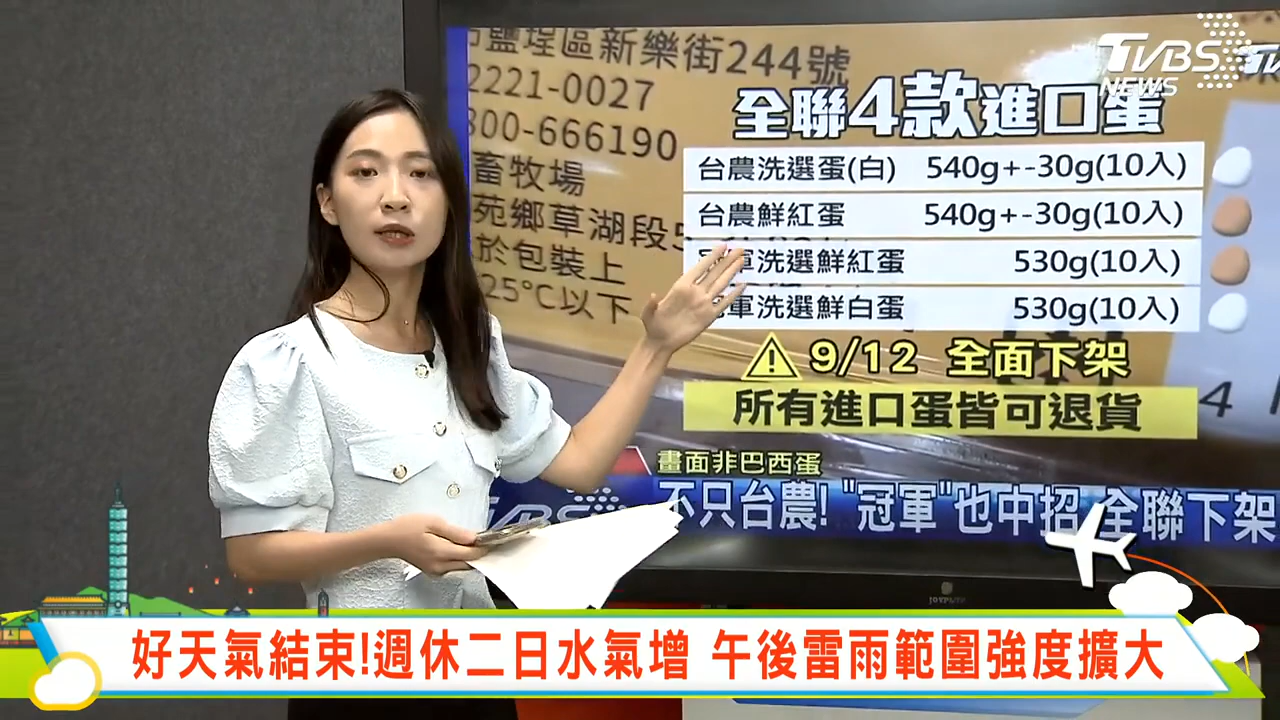 TVBS
NEWS
市鹽埕區新樂街244號
2221-0027
800-666190
畜牧場
苑鄉草湖段5
於包裝上
25°C以下
全聯4款進口蛋
台農洗選蛋(白) 540g+-30g(10入)
台農鮮紅蛋 540g+-30g(10入)
冠軍洗選鮮紅蛋 530g(10入)
冠軍洗選鮮白蛋 530g(10入)
9/12 全面下架
所有進口蛋皆可退貨
畫面非巴西蛋
TVBS
不只台農! "冠軍"也中招 全聯下架
好天氣結束!週休二日水氣增 午後雷雨範圍強度擴大